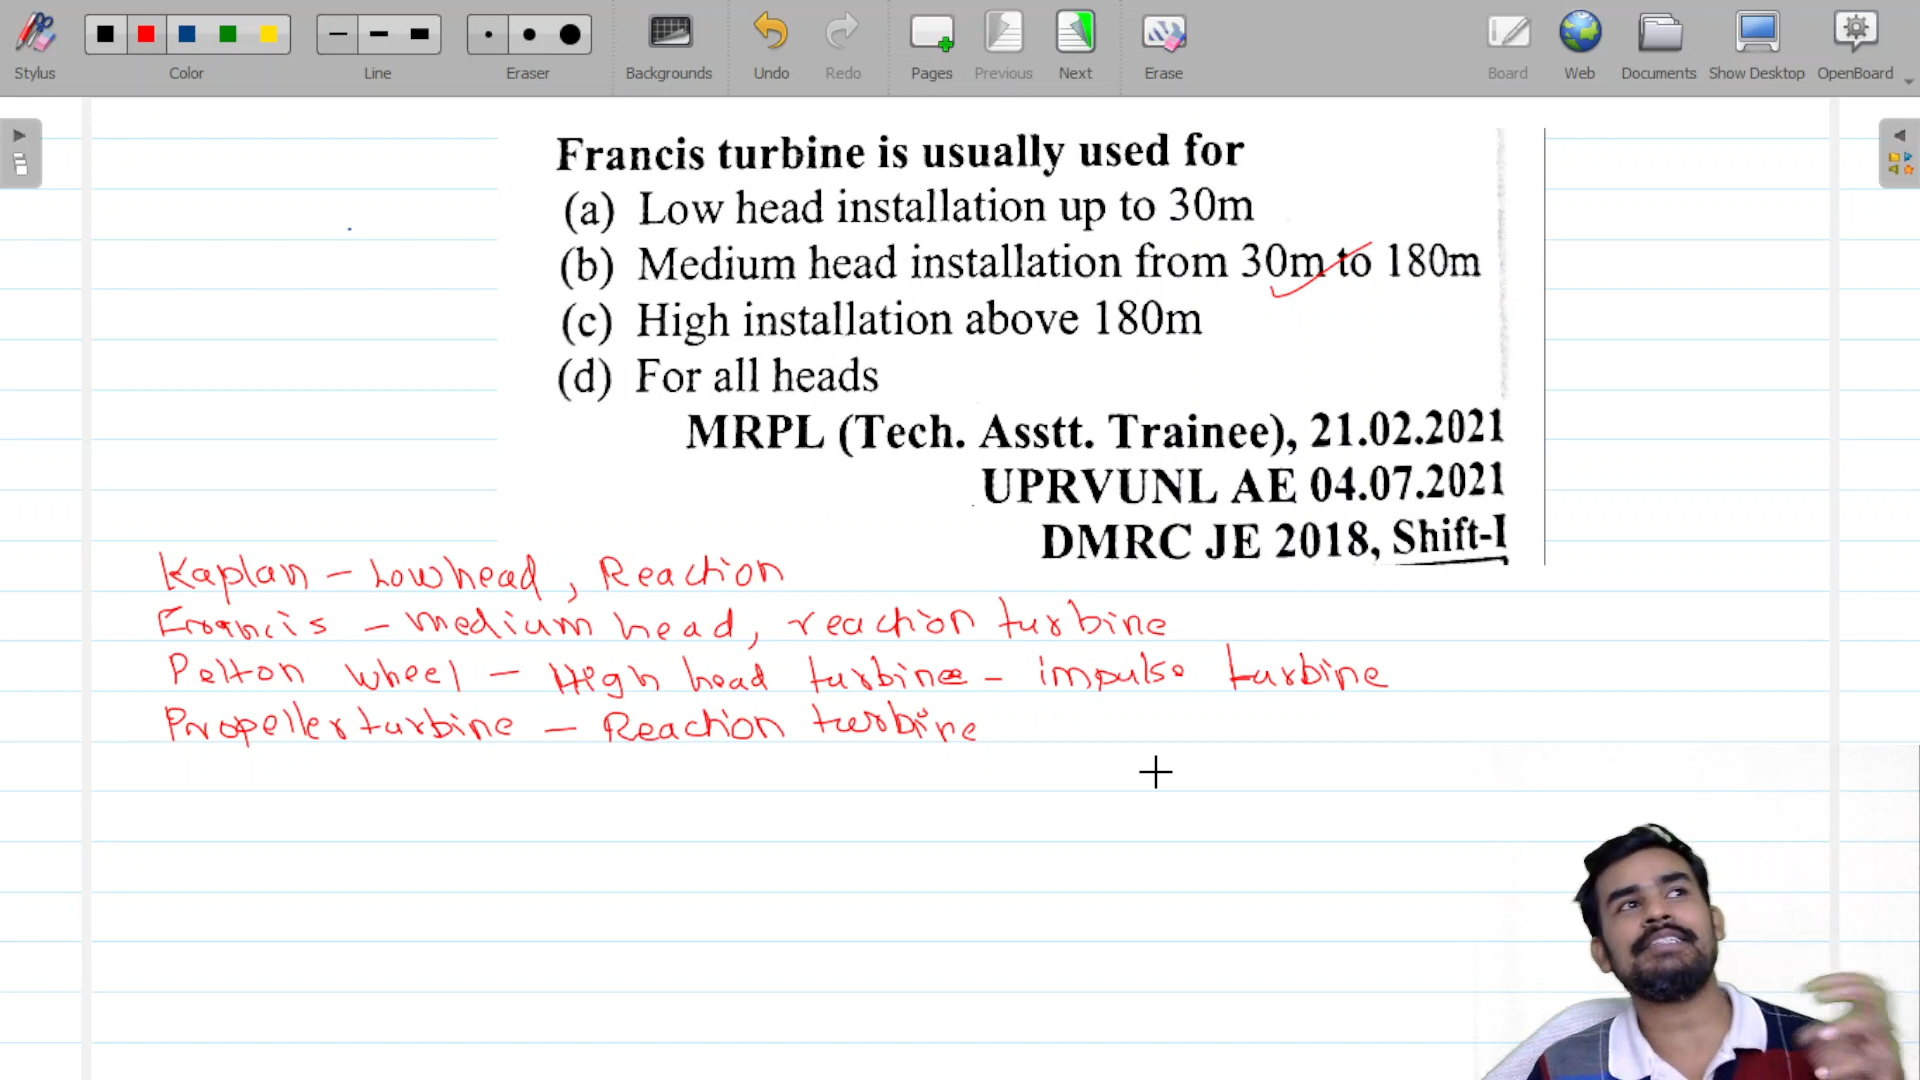 Stylus Color Line Eraser Backgrounds Undo Redo Pages Previous Next Erase Board Web Documents Show Desktop OpenBoard
Francis turbine is usually used for
(a) Low head installation up to 30m
(b) Medium head installation from 30m to 180m
(c) High installation above 180m
(d) For all heads
MRPL (Tech. Asstt. Trainee), 21.02.2021
UPRVUNL AE 04.07.2021
DMRC JE 2018, Shift-I
Kaplan - Low head, Reaction
Francis - medium head, reaction turbine
Pelton wheel - High head turbine - impulse turbine
Propeller turbine - Reaction turbine